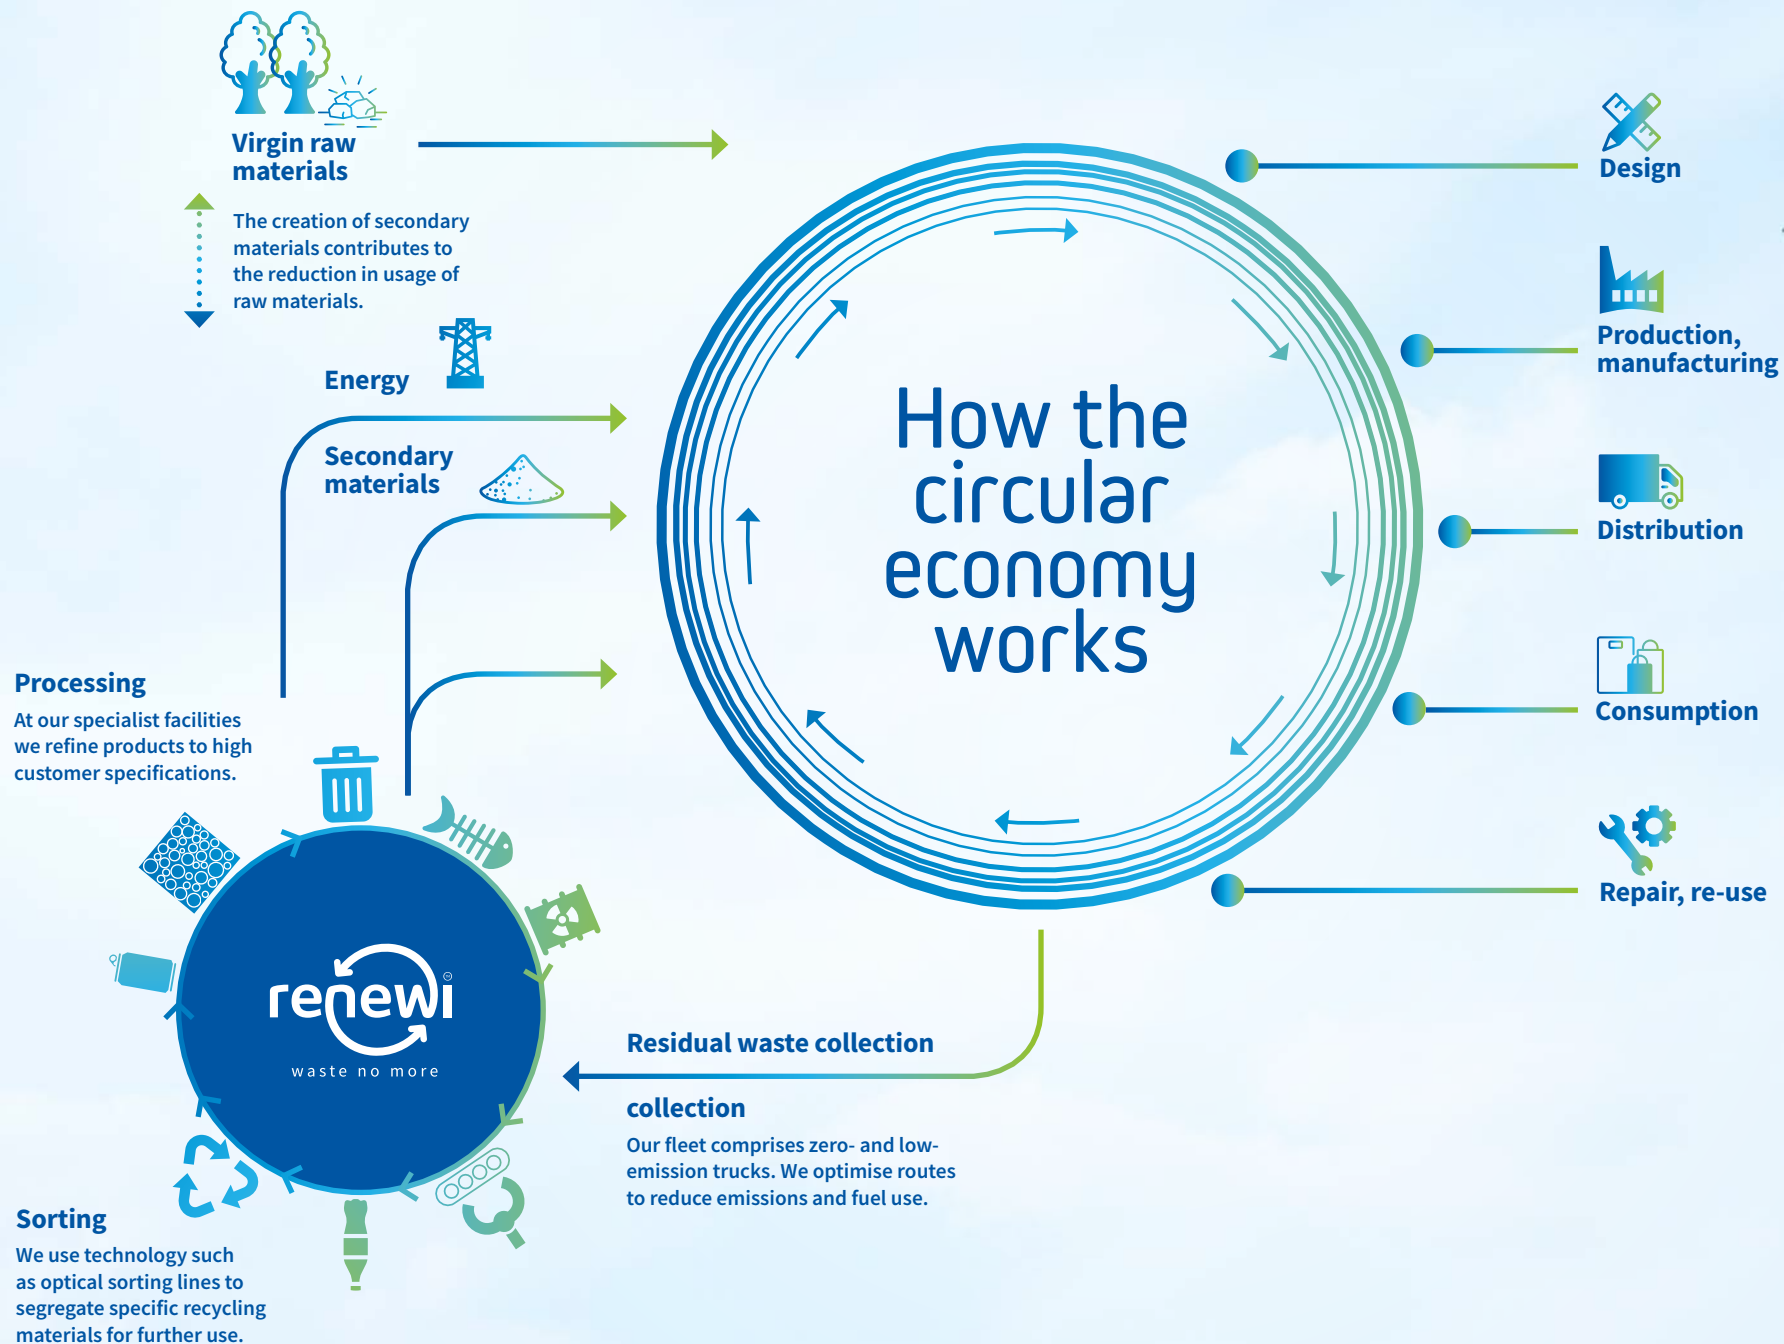 Virgin raw
materials
The creation of secondary
materials contributes to
the reduction in usage of
raw materials.
Energy
Secondary
materials
Processing
At our specialist facilities
we refine products to high
customer specifications.
renewi
waste no more
Sorting
We use technology such
as optical sorting lines to
segregate specific recycling
materials for further use.
Residual waste collection
collection
Our fleet comprises zero- and low-
emission trucks. We optimise routes
to reduce emissions and fuel use.
How the
circular
economy
works
Design
Production,
manufacturing
Distribution
Consumption
Repair, re-use